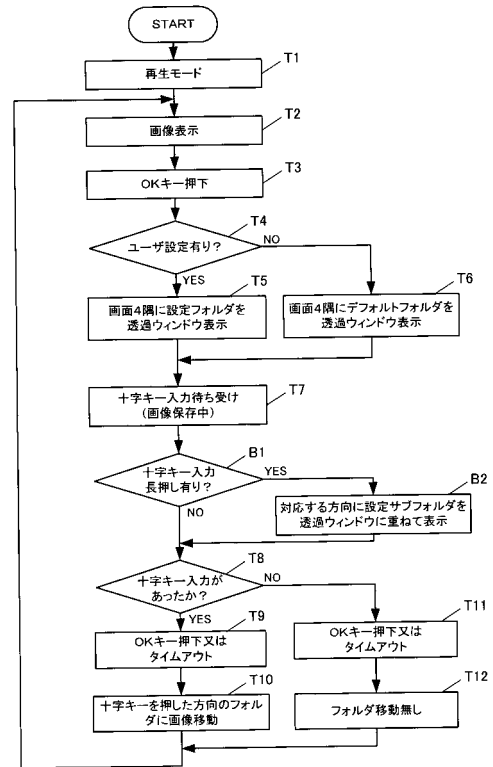 START
再生モード
T1
画像表示
T2
OKキー押下
T3
ユーザ設定有り?
T4
NO
YES
画面4隅に設定フォルダを
透過ウィンドウ表示
T5
画面4隅にデフォルトフォルダを
透過ウィンドウ表示
T6
十字キー入力待ち受け
(画像保存中)
T7
十字キー入力
長押し有り?
B1
YES
NO
対応する方向に設定サブフォルダを
透過ウィンドウに重ねて表示
B2
十字キー入力が
あったか?
T8
NO
YES
OKキー押下又は
タイムアウト
T9
OKキー押下又は
タイムアウト
T11
十字キーを押した方向のフォル
ダに画像移動
T10
フォルダ移動無し
T12